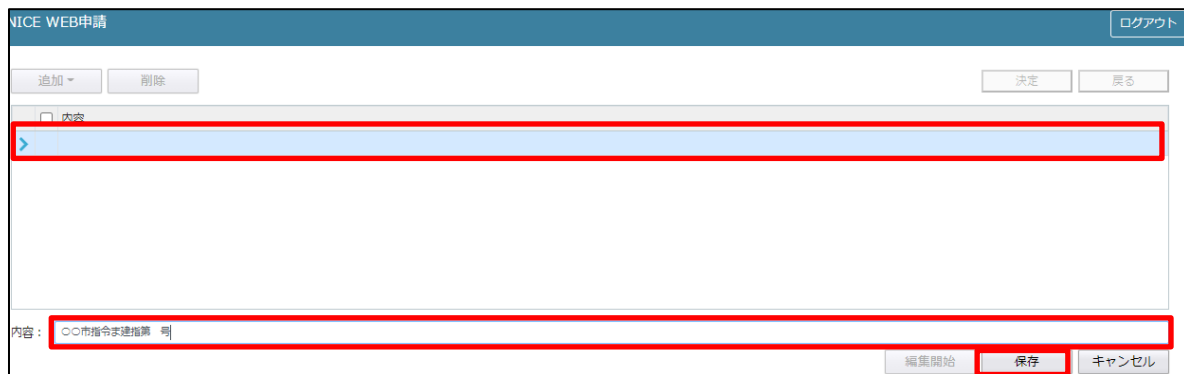 NICE WEB申請 ログアウト
追加 削除 決定 戻る
内容
内容： 〇〇市指令ま建指第　号
編集開始 保存 キャンセル